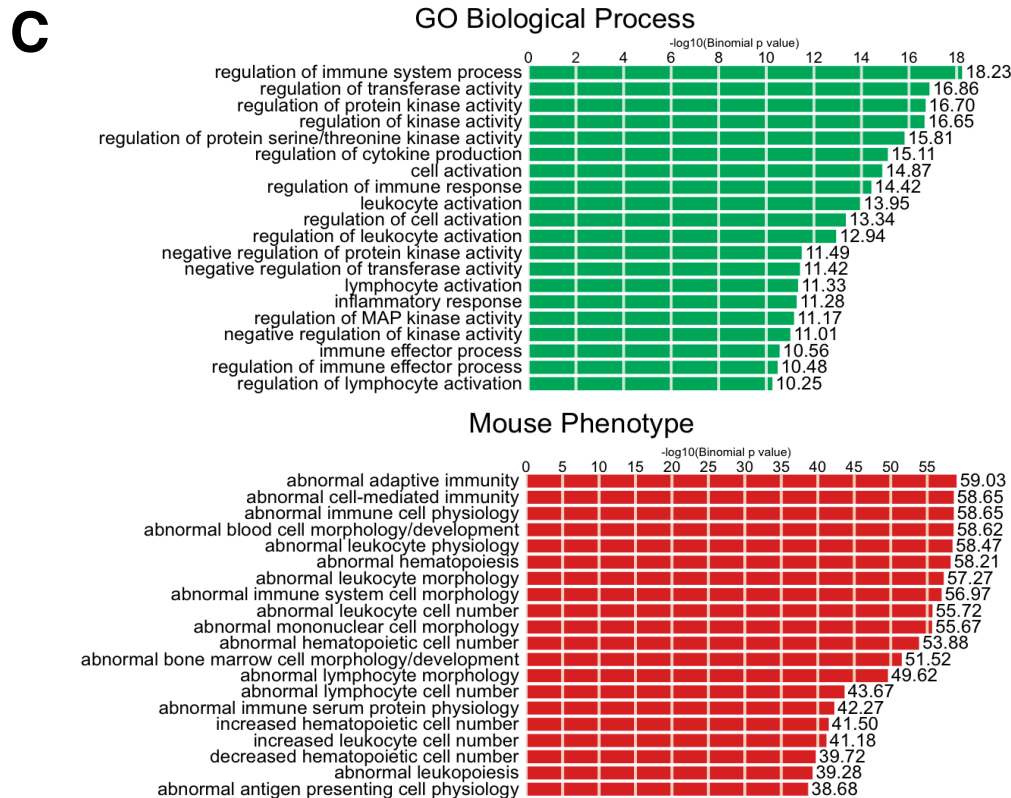 C
GO Biological Process
-log10(Binomial p value)
0 2 4 6 8 10 12 14 16 18
regulation of immune system process 18.23
regulation of transferase activity 16.86
regulation of protein kinase activity 16.70
regulation of kinase activity 16.65
regulation of protein serine/threonine kinase activity 15.81
regulation of cytokine production 15.11
cell activation 14.87
regulation of immune response 14.42
leukocyte activation 13.95
regulation of cell activation 13.34
regulation of leukocyte activation 12.94
negative regulation of protein kinase activity 11.49
negative regulation of transferase activity 11.42
lymphocyte activation 11.33
inflammatory response 11.28
regulation of MAP kinase activity 11.17
negative regulation of kinase activity 11.01
immune effector process 10.56
regulation of immune effector process 10.48
regulation of lymphocyte activation 10.25
Mouse Phenotype
-log10(Binomial p value)
0 5 10 15 20 25 30 35 40 45 50 55
abnormal adaptive immunity 59.03
abnormal cell-mediated immunity 58.65
abnormal immune cell physiology 58.65
abnormal blood cell morphology/development 58.62
abnormal leukocyte physiology 58.47
abnormal hematopoiesis 58.21
abnormal leukocyte morphology 57.27
abnormal immune system cell morphology 56.97
abnormal leukocyte cell number 55.72
abnormal mononuclear cell morphology 55.67
abnormal hematopoietic cell number 53.88
abnormal bone marrow cell morphology/development 51.52
abnormal lymphocyte morphology 49.62
abnormal lymphocyte cell number 43.67
abnormal immune serum protein physiology 42.27
increased hematopoietic cell number 41.50
increased leukocyte cell number 41.18
decreased hematopoietic cell number 39.72
abnormal leukopoiesis 39.28
abnormal antigen presenting cell physiology 38.68